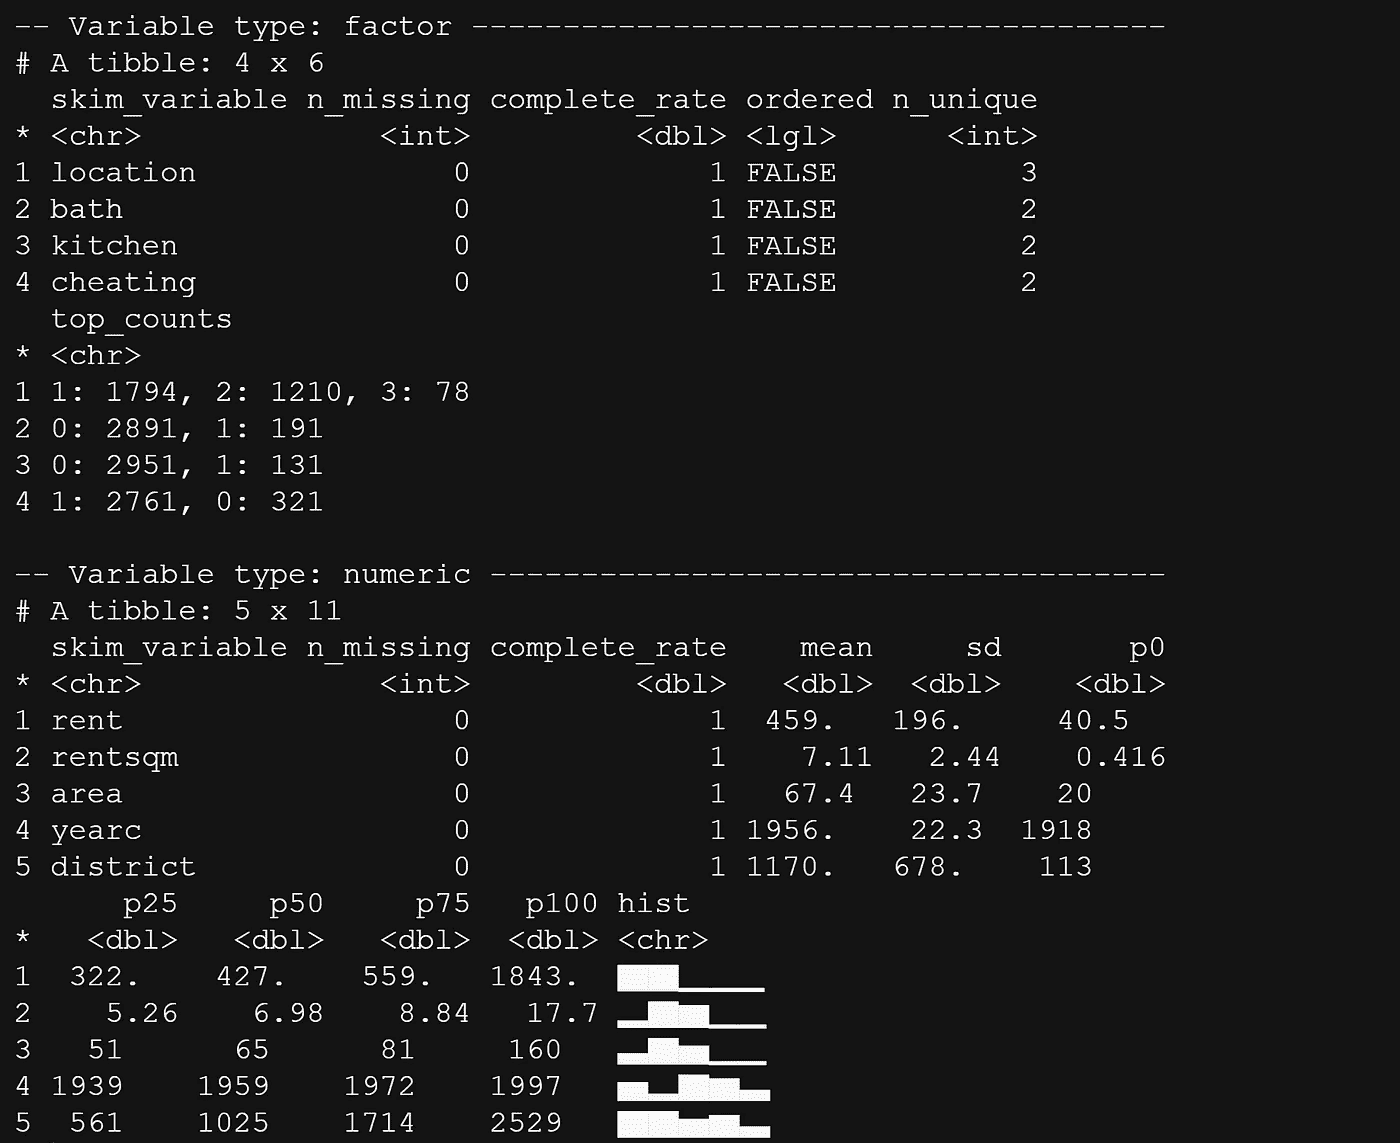 -- Variable type: factor --------------------------------------
# A tibble: 4 x 6
  skim_variable n_missing complete_rate ordered n_unique
* <chr>             <int>         <dbl> <lgl>      <int>
1 location              0             1 FALSE          3
2 bath                  0             1 FALSE          2
3 kitchen               0             1 FALSE          2
4 cheating              0             1 FALSE          2
  top_counts
* <chr>
1 1: 1794, 2: 1210, 3: 78
2 0: 2891, 1: 191
3 0: 2951, 1: 131
4 1: 2761, 0: 321

-- Variable type: numeric -------------------------------------
# A tibble: 5 x 11
  skim_variable n_missing complete_rate    mean     sd       p0
* <chr>             <int>         <dbl>   <dbl>  <dbl>    <dbl>
1 rent                  0             1  459.   196.     40.5
2 rentsqm               0             1    7.11   2.44    0.416
3 area                  0             1   67.4   23.7    20
4 yearc                 0             1 1956.    22.3  1918
5 district              0             1 1170.   678.    113
      p25     p50     p75   p100 hist
*   <dbl>   <dbl>   <dbl>  <dbl> <chr>
1  322.    427.    559.   1843.
2    5.26    6.98    8.84   17.7
3   51      65      81     160
4 1939    1959    1972    1997
5  561    1025    1714    2529